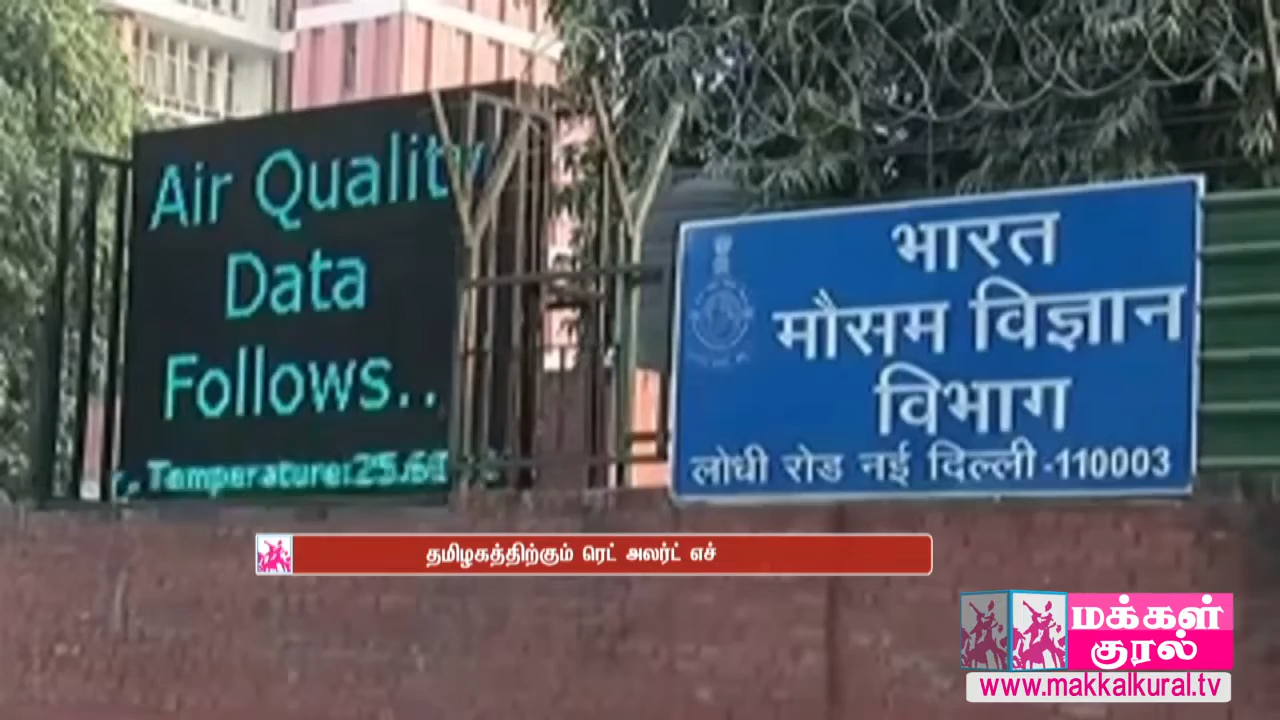 Air Quality
Data
Follows..
Temperature:25.6
भारत
मौसम विज्ञान
विभाग
लोधी रोड नई दिल्ली -110003
தமிழகத்திற்கும் ரெட் அலர்ட் எச்
மக்கள்
குரல்
www.makkalkural.tv